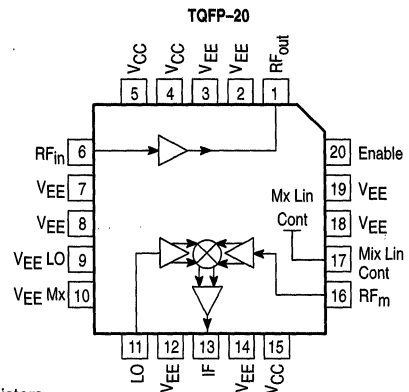 TQFP–20
VCC
VCC
VEE
VEE
RFout
5
4
3
2
1
RFin
6
20
Enable
VEE
7
Mx Lin
Cont
19
VEE
VEE
8
18
VEE
VEE LO
9
17
Mix Lin
Cont
VEE Mx
10
16
RFm
11
12
13
14
15
LO
VEE
IF
VEE
VCC